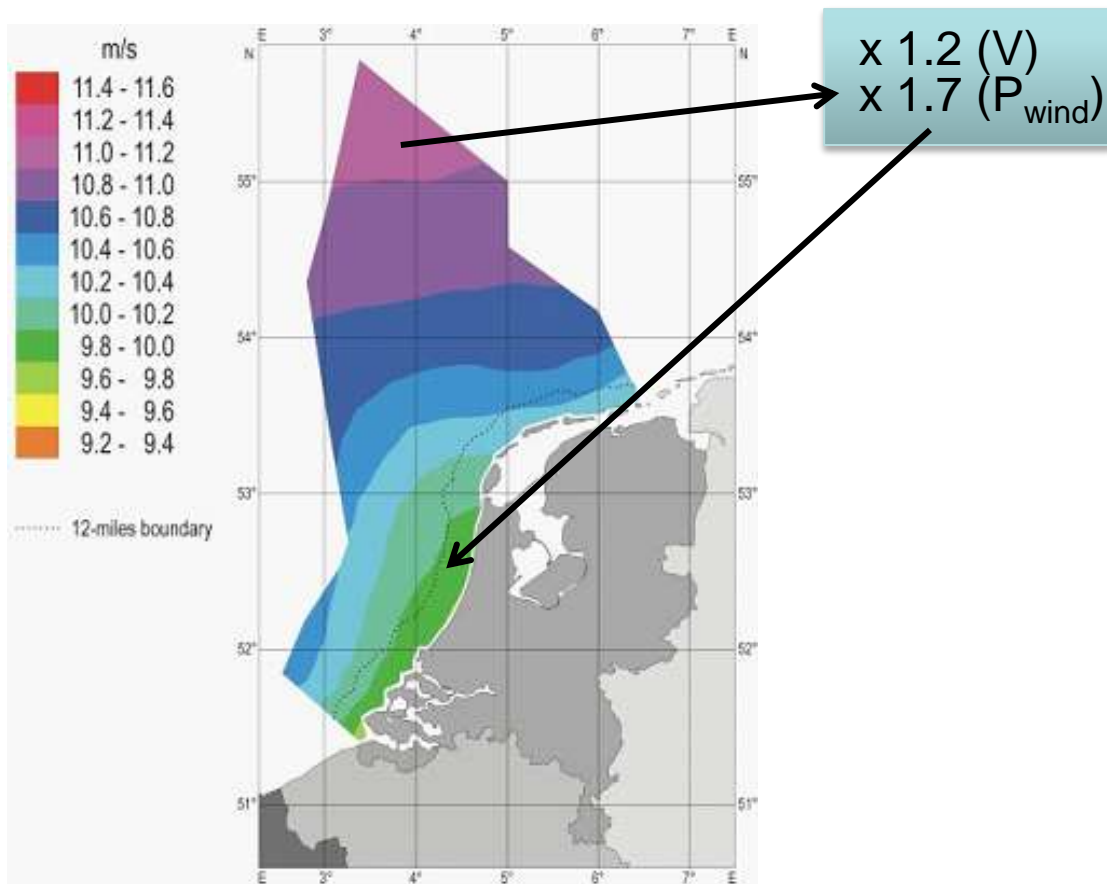 m/s
11.4 - 11.6
11.2 - 11.4
11.0 - 11.2
10.8 - 11.0
10.6 - 10.8
10.4 - 10.6
10.2 - 10.4
10.0 - 10.2
9.8 - 10.0
9.6 - 9.8
9.4 - 9.6
9.2 - 9.4
12-miles boundary
E 3° 4° 5° 6° E
N N
55° 55°
54° 54°
53° 53°
52° 52°
51° 51°
E 3° 4° 5° 6° 7° E
x 1.2 (V)
x 1.7 (Pwind)